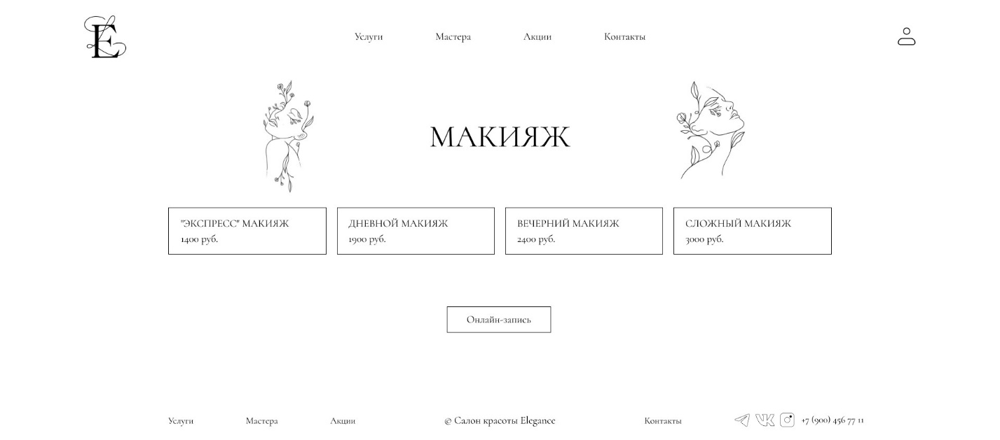 E
Услуги Мастера Акции Контакты
МАКИЯЖ
"ЭКСПРЕСС" МАКИЯЖ
1400 руб.
ДНЕВНОЙ МАКИЯЖ
1900 руб.
ВЕЧЕРНИЙ МАКИЯЖ
2400 руб.
СЛОЖНЫЙ МАКИЯЖ
3000 руб.
Онлайн-запись
Услуги Мастера Акции © Салон красоты Elegance Контакты +7 (900) 456 77 11